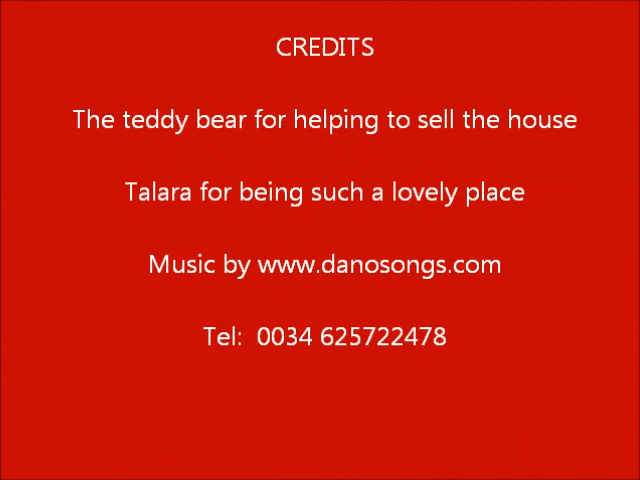 CREDITS
The teddy bear for helping to sell the house
Talara for being such a lovely place
Music by www.danosongs.com
Tel:  0034 625722478